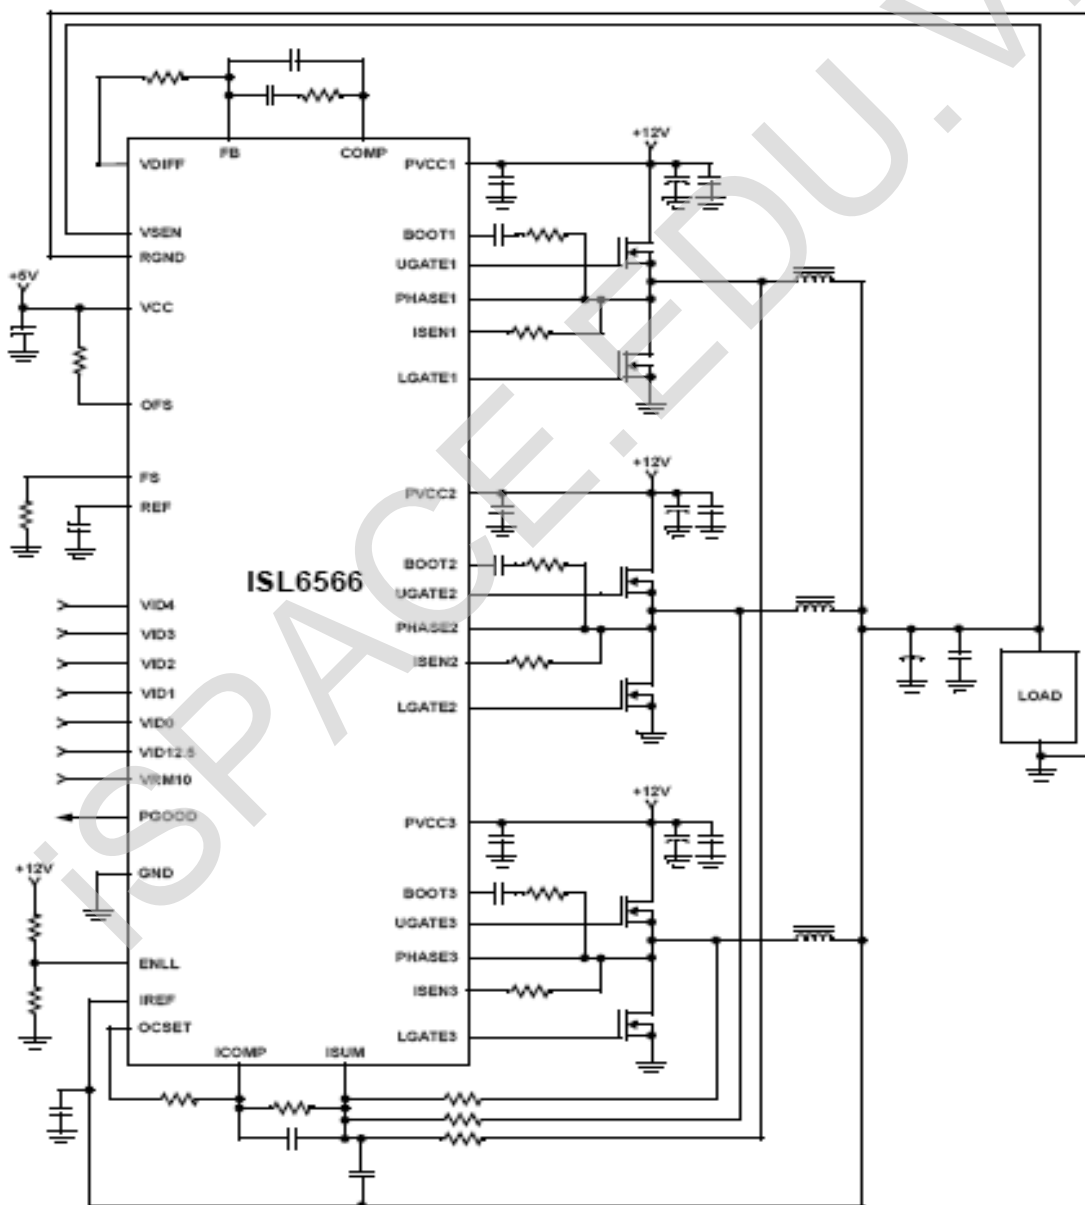 iSPACE.EDU.V
FB
COMP
VDIFF
VSEN
RGND
+5V
VCC
OFS
FS
REF
ISL6566
VID4
VID3
VID2
VID1
VID0
VID12.5
VRM10
PGOOD
+12V
GND
ENLL
IREF
OCSET
ICOMP
ISUM
+12V
PVCC1
BOOT1
UGATE1
PHASE1
ISEN1
LGATE1
+12V
PVCC2
BOOT2
UGATE2
PHASE2
ISEN2
LGATE2
+12V
PVCC3
BOOT3
UGATE3
PHASE3
ISEN3
LGATE3
LOAD